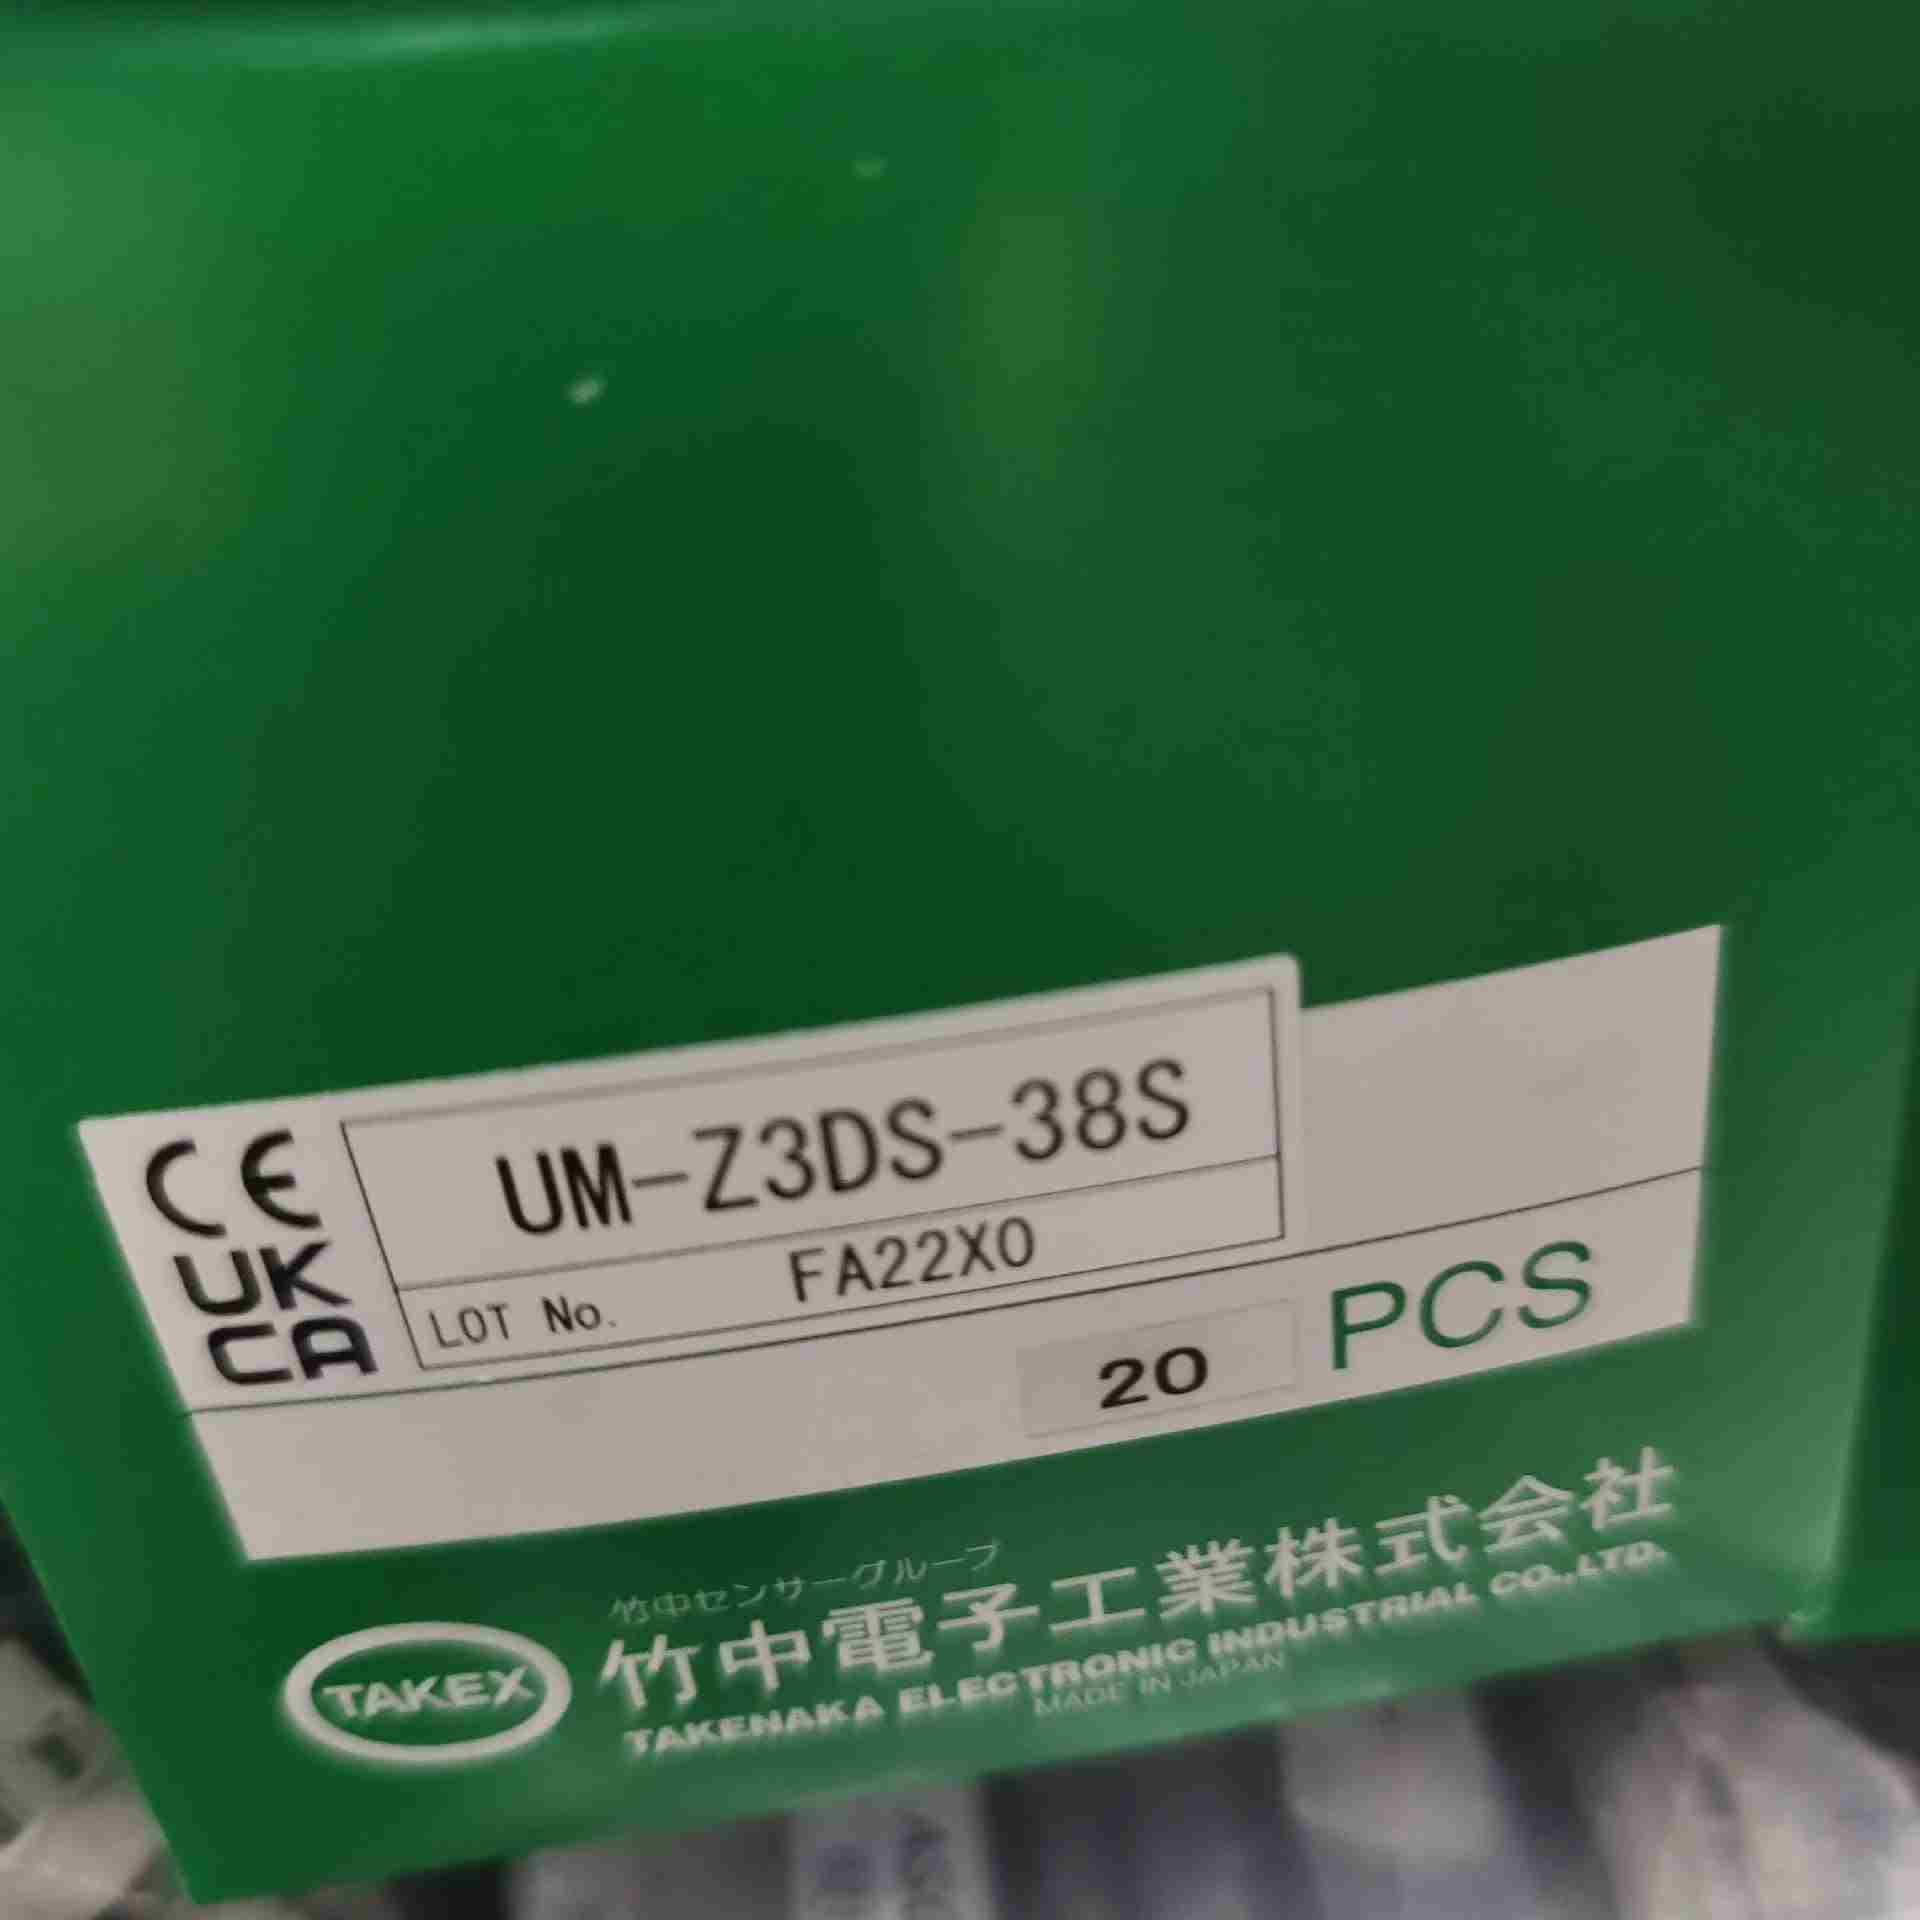 CE
UK
CA
UM-Z3DS-38S
LOT No. FA22X0
20 PCS
竹中センサーグループ
TAKEX
竹中電子工業株式会社
TAKENAKA ELECTRONIC INDUSTRIAL CO.,LTD.
MADE IN JAPAN